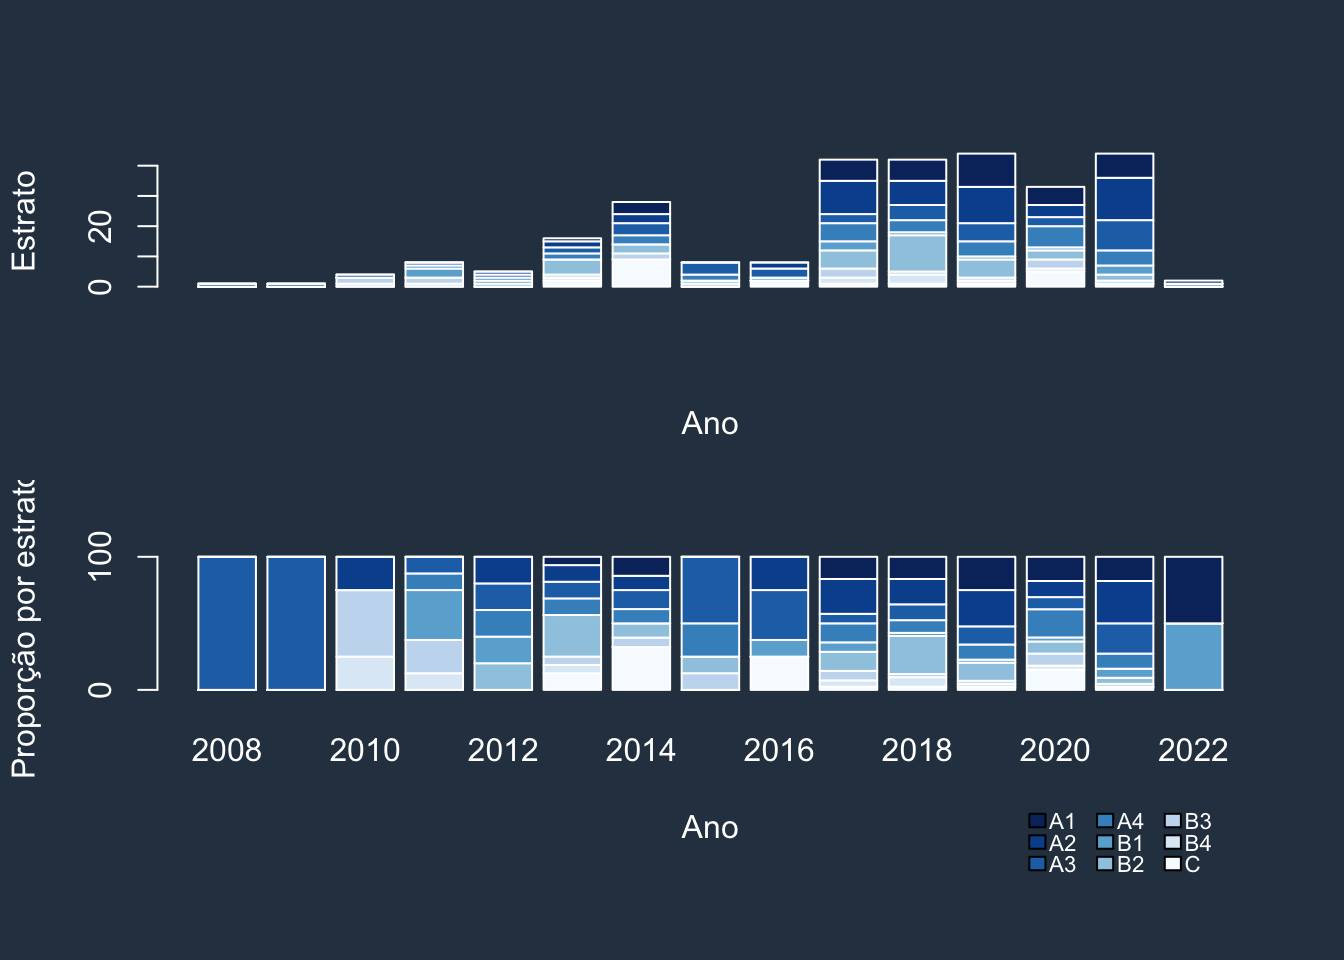 Estrato
20
0
Ano
Proporção por estrato
100
0
2008 2010 2012 2014 2016 2018 2020 2022
Ano
A1 A4 B3
A2 B1 B4
A3 B2 C